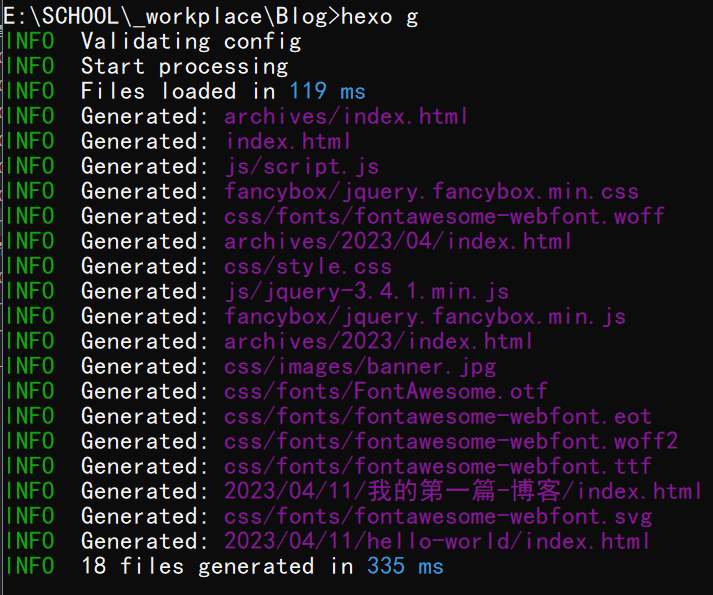 E:\SCHOOL\_workplace\Blog>hexo g
INFO  Validating config
INFO  Start processing
INFO  Files loaded in 119 ms
INFO  Generated: archives/index.html
INFO  Generated: index.html
INFO  Generated: js/script.js
INFO  Generated: fancybox/jquery.fancybox.min.css
INFO  Generated: css/fonts/fontawesome-webfont.woff
INFO  Generated: archives/2023/04/index.html
INFO  Generated: css/style.css
INFO  Generated: js/jquery-3.4.1.min.js
INFO  Generated: fancybox/jquery.fancybox.min.js
INFO  Generated: archives/2023/index.html
INFO  Generated: css/images/banner.jpg
INFO  Generated: css/fonts/FontAwesome.otf
INFO  Generated: css/fonts/fontawesome-webfont.eot
INFO  Generated: css/fonts/fontawesome-webfont.woff2
INFO  Generated: css/fonts/fontawesome-webfont.ttf
INFO  Generated: 2023/04/11/我的第一篇-博客/index.html
INFO  Generated: css/fonts/fontawesome-webfont.svg
INFO  Generated: 2023/04/11/hello-world/index.html
INFO  18 files generated in 335 ms